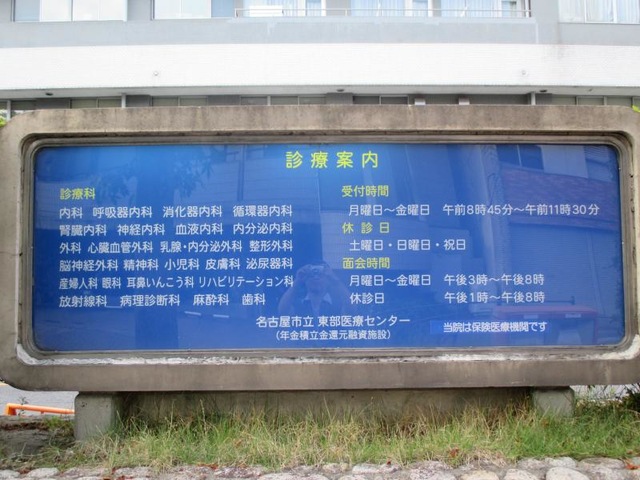 診療案内
診療科
内科 呼吸器内科 消化器内科 循環器内科
腎臓内科 神経内科 血液内科 内分泌内科
外科 心臓血管外科 乳腺・内分泌外科 整形外科
脳神経外科 精神科 小児科 皮膚科 泌尿器科
産婦人科 眼科 耳鼻いんこう科 リハビリテーション科
放射線科 病理診断科 麻酔科 歯科
受付時間
月曜日～金曜日 午前8時45分～午前11時30分
休診日
土曜日・日曜日・祝日
面会時間
月曜日～金曜日 午後3時～午後8時
休診日 午後1時～午後8時
名古屋市立 東部医療センター
(年金積立金還元融資施設)
当院は保険医療機関です